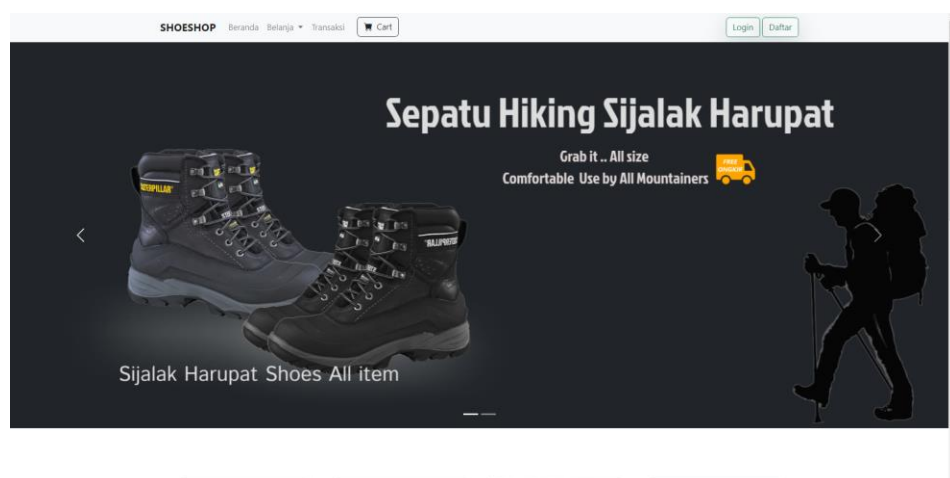 SHOESHOP Beranda Belanja Transaksi Cart Login Daftar
Sepatu Hiking Sijalak Harupat
Grab it .. All size
Comfortable Use by All Mountainers
FREE
ONGKIR
CATERPILLAR
Sijalak Harupat Shoes All item